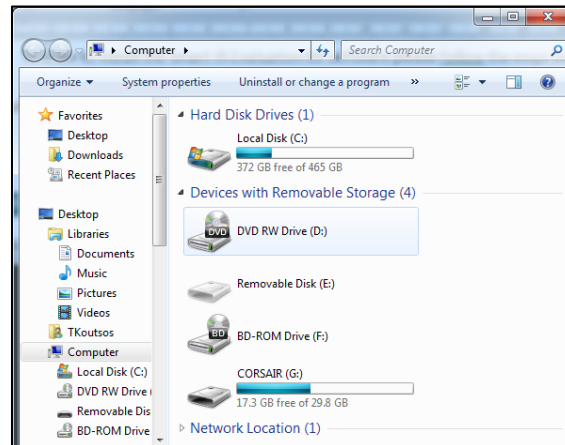 Computer
Search Computer
Organize
System properties
Uninstall or change a program
»
Favorites
Desktop
Downloads
Recent Places
Desktop
Libraries
Documents
Music
Pictures
Videos
TKoutsos
Computer
Local Disk (C:)
DVD RW Drive (
Removable Dis
BD-ROM Drive
Hard Disk Drives (1)
Local Disk (C:)
372 GB free of 465 GB
Devices with Removable Storage (4)
DVD
DVD RW Drive (D:)
Removable Disk (E:)
BD
BD-ROM Drive (F:)
CORSAIR (G:)
17.3 GB free of 29.8 GB
Network Location (1)